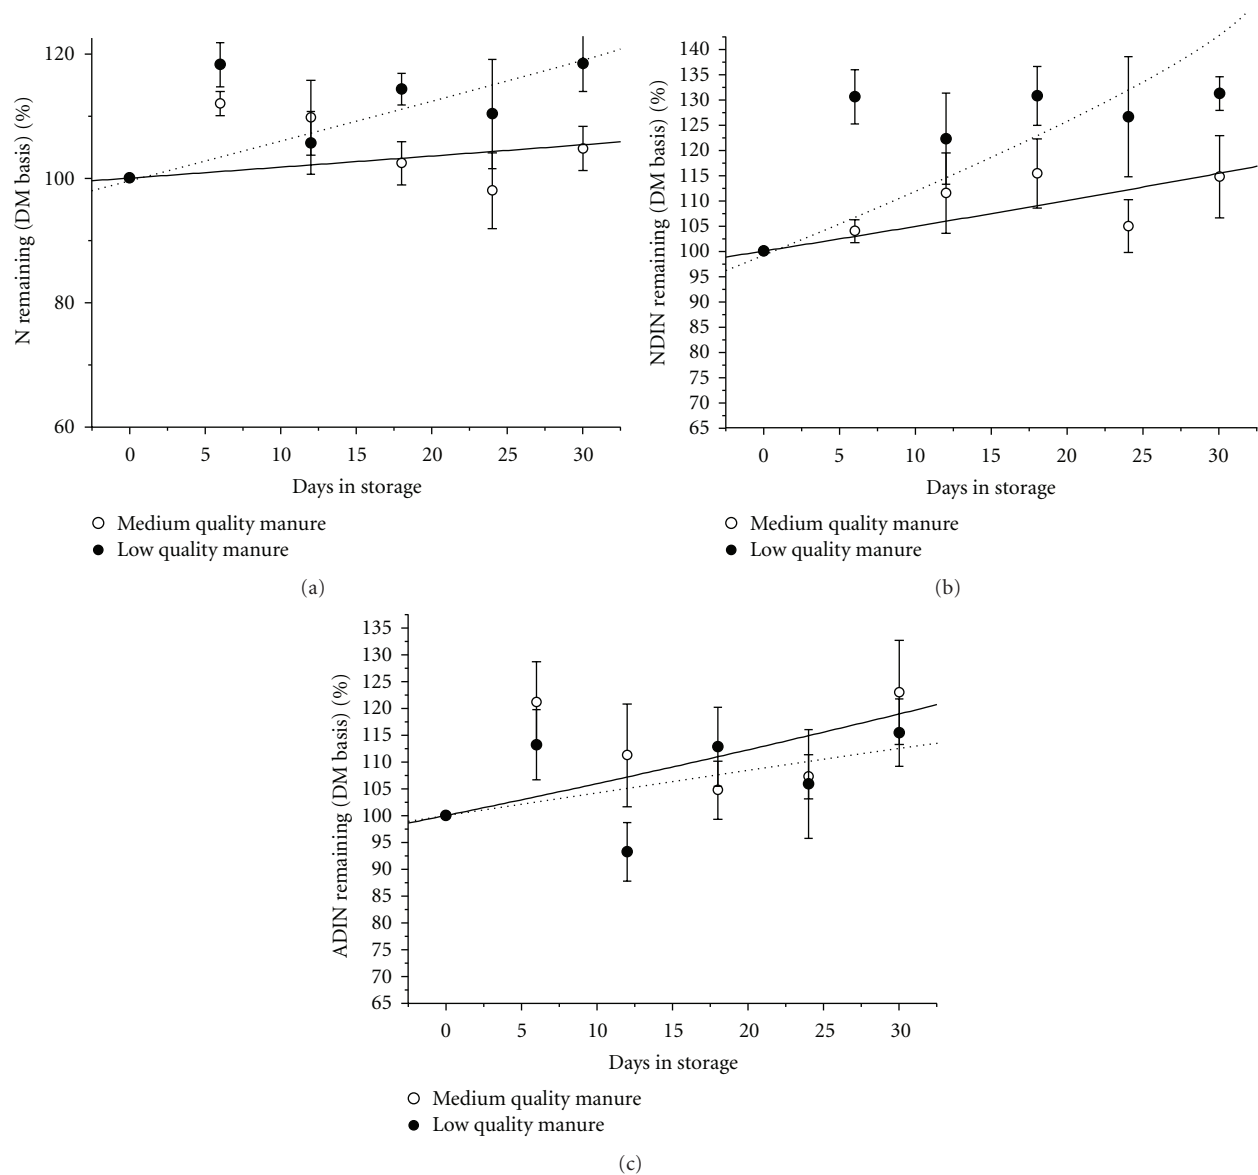 120
100
80
60
0 5 10 15 20 25 30
N remaining (DM basis) (%)
Days in storage
Medium quality manure
Low quality manure
(a)
140
135
130
125
120
115
110
105
100
95
90
85
80
75
70
65
0 5 10 15 20 25 30
NDIN remaining (DM basis) (%)
Days in storage
Medium quality manure
Low quality manure
(b)
135
130
125
120
115
110
105
100
95
90
85
80
75
70
65
0 5 10 15 20 25 30
ADIN remaining (DM basis) (%)
Days in storage
Medium quality manure
Low quality manure
(c)